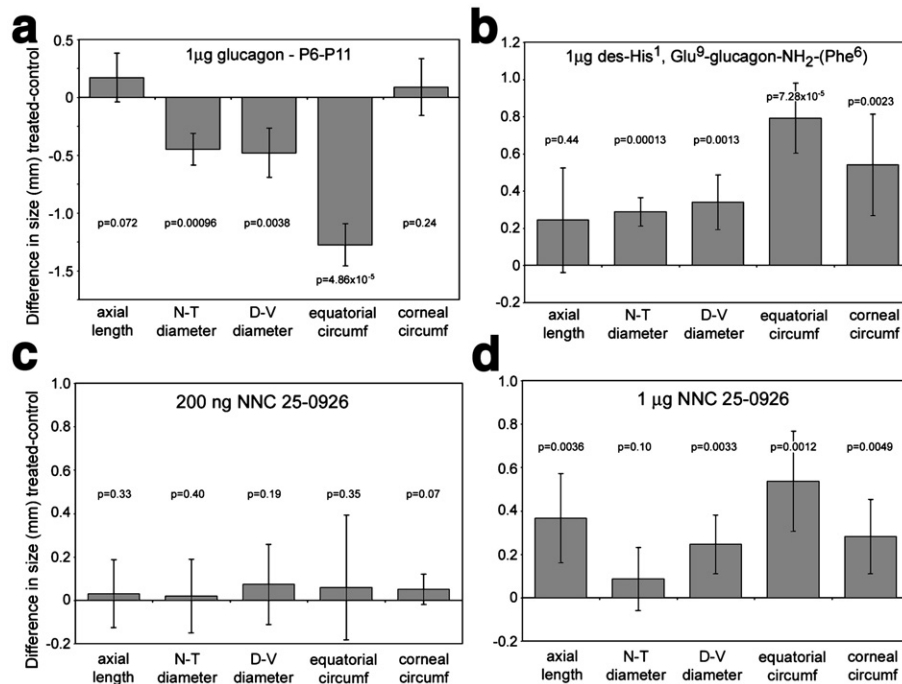 a
1µg glucagon - P6-P11
Difference in size (mm) treated-control
0.5
0
-0.5
-1.0
-1.5
p=0.072
p=0.00096
p=0.0038
p=4.86x10⁻⁵
p=0.24
axial length
N-T diameter
D-V diameter
equatorial circumf
corneal circumf
b
1µg des-His¹, Glu⁹-glucagon-NH₂-(Phe⁶)
1.2
1.0
0.8
0.6
0.4
0.2
0
-0.2
p=0.44
p=0.00013
p=0.0013
p=7.28x10⁻⁵
p=0.0023
axial length
N-T diameter
D-V diameter
equatorial circumf
corneal circumf
c
200 ng NNC 25-0926
Difference in size (mm) treated-control
1.0
0.8
0.6
0.4
0.2
0
-0.2
p=0.33
p=0.40
p=0.19
p=0.35
p=0.07
axial length
N-T diameter
D-V diameter
equatorial circumf
corneal circumf
d
1 µg NNC 25-0926
1.0
0.8
0.6
0.4
0.2
0
-0.2
p=0.0036
p=0.10
p=0.0033
p=0.0012
p=0.0049
axial length
N-T diameter
D-V diameter
equatorial circumf
corneal circumf